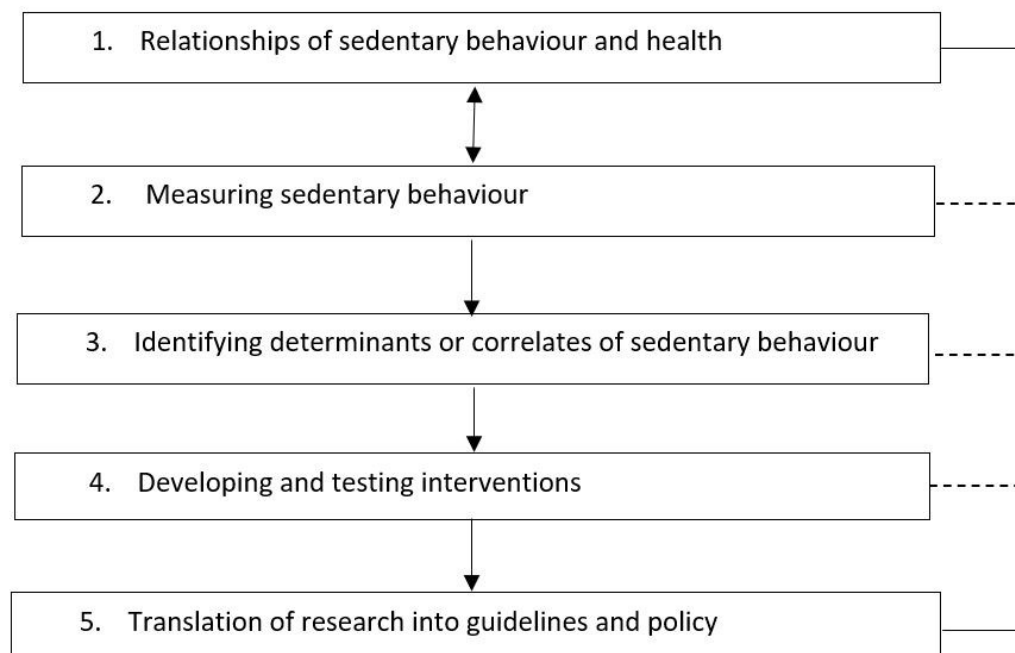 1. Relationships of sedentary behaviour and health
2. Measuring sedentary behaviour
3. Identifying determinants or correlates of sedentary behaviour
4. Developing and testing interventions
5. Translation of research into guidelines and policy